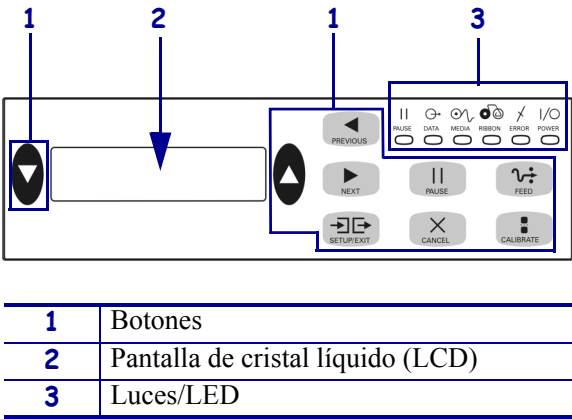 1 2 1 3
PAUSE DATA MEDIA RIBBON ERROR POWER
PREVIOUS
NEXT PAUSE FEED
SETUP/EXIT CANCEL CALIBRATE
1 Botones
2 Pantalla de cristal líquido (LCD)
3 Luces/LED